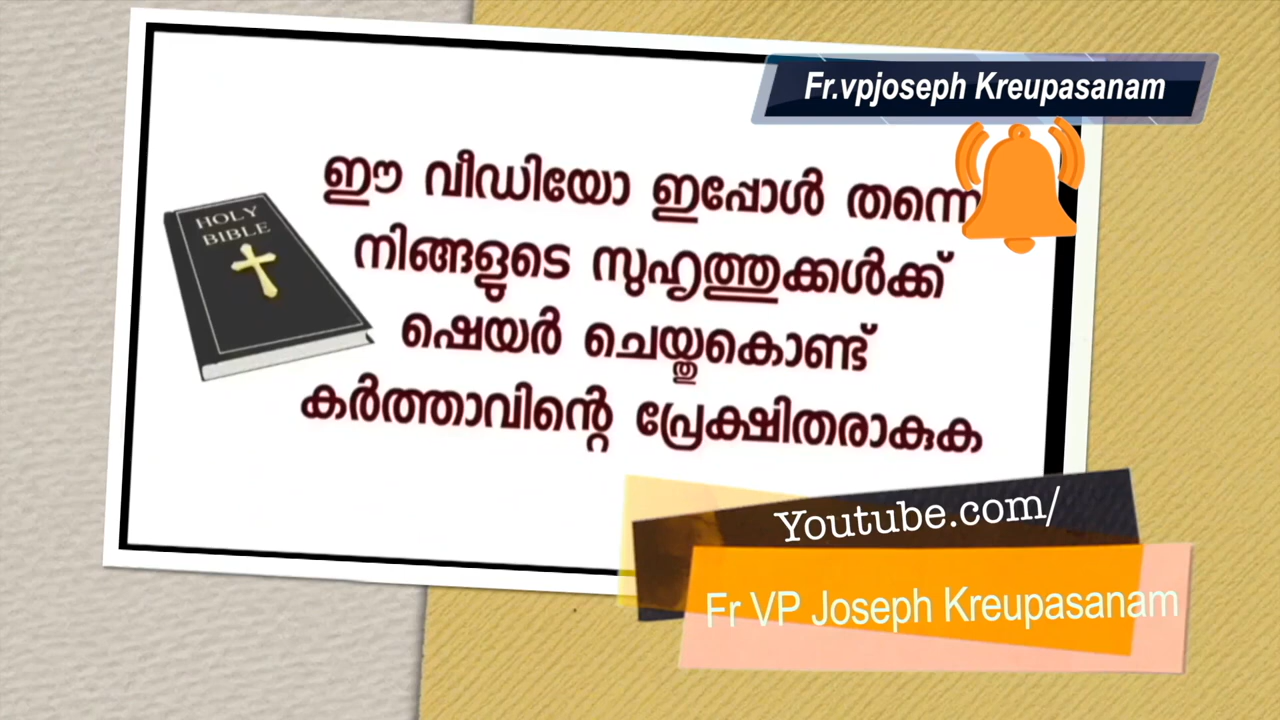 Fr.vpjoseph Kreupasanam
HOLY
BIBLE
ഈ വീഡിയോ ഇപ്പോൾ തന്നെ
നിങ്ങളുടെ സുഹൃത്തുക്കൾക്ക്
ഷെയർ ചെയ്തുകൊണ്ട്
കർത്താവിന്റെ പ്രേക്ഷിതരാകുക
Youtube.com/
Fr VP Joseph Kreupasanam